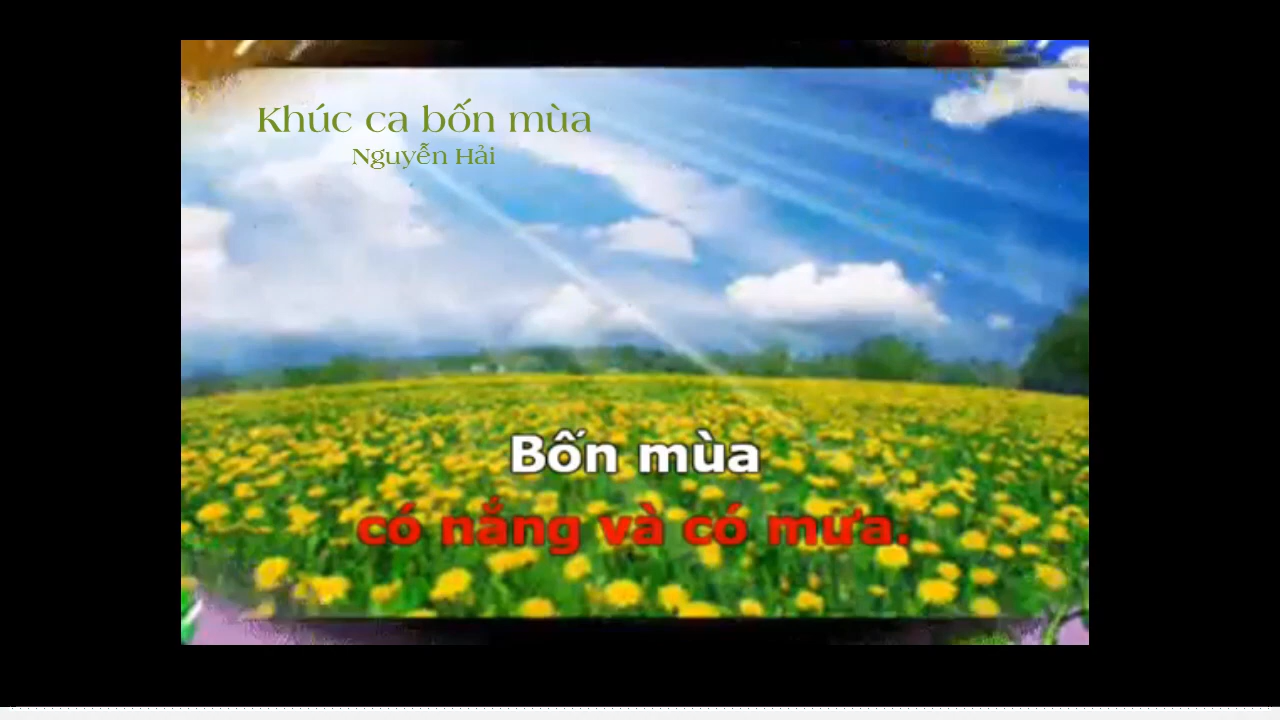 Khúc ca bốn mùa
Nguyễn Hải
Bốn mùa
có nắng và có mưa.